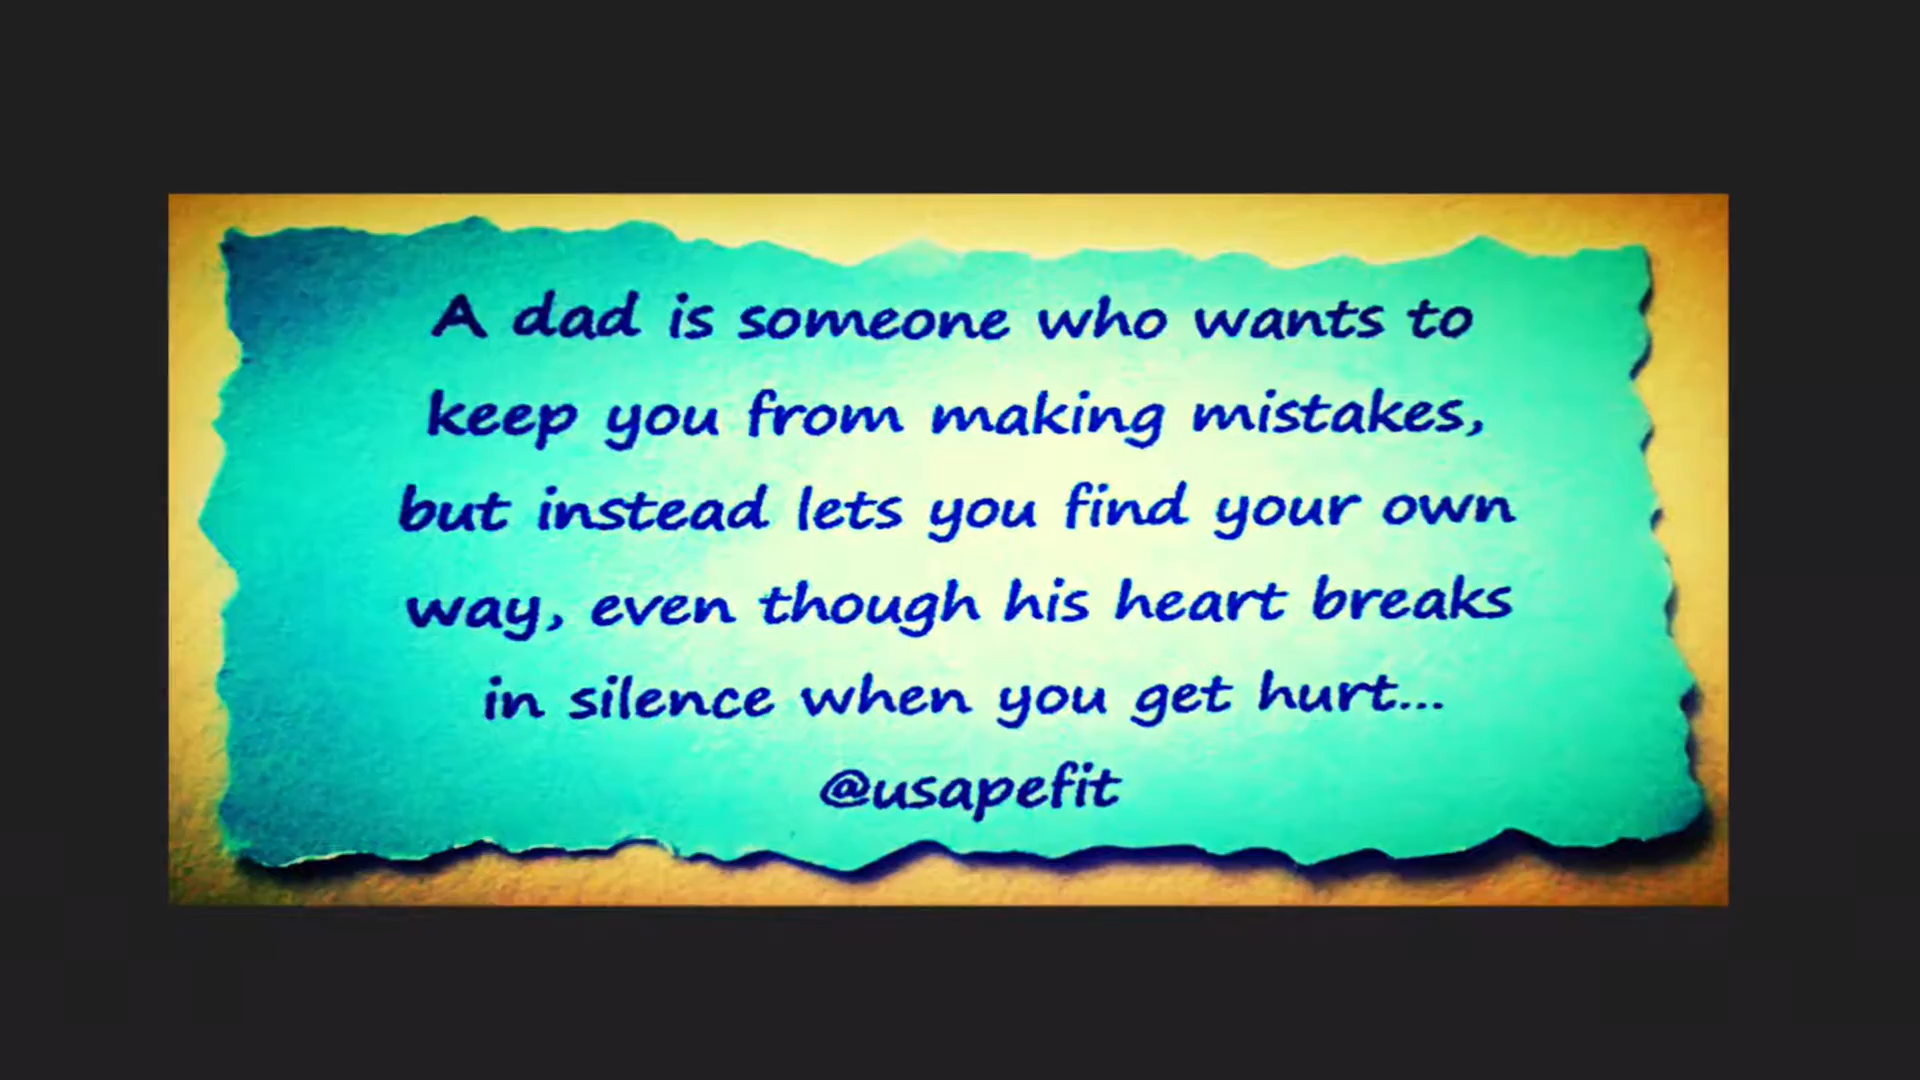 A dad is someone who wants to
keep you from making mistakes,
but instead lets you find your own
way, even though his heart breaks
in silence when you get hurt...
@usapefit